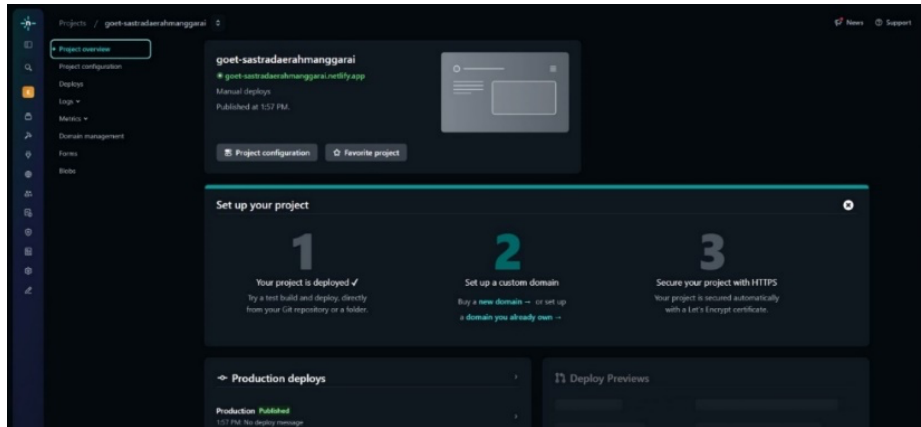 Projects / goet-sastradaerahmanggarai
News
Support
Project overview
Project configuration
Deploys
Logs
Metrics
Domain management
Forms
Blobs
goet-sastradaerahmanggarai
goet-sastradaerahmanggarai.netlify.app
Manual deploys
Published at 1:57 PM.
Project configuration
Favorite project
Set up your project
1
Your project is deployed ✓
Try a test build and deploy, directly
from your Git repository or a folder.
2
Set up a custom domain
Buy a new domain → or set up
a domain you already own →
3
Secure your project with HTTPS
Your project is secured automatically
with a Let's Encrypt certificate.
Production deploys
Production Published
1:57 PM: No deploy message
Deploy Previews